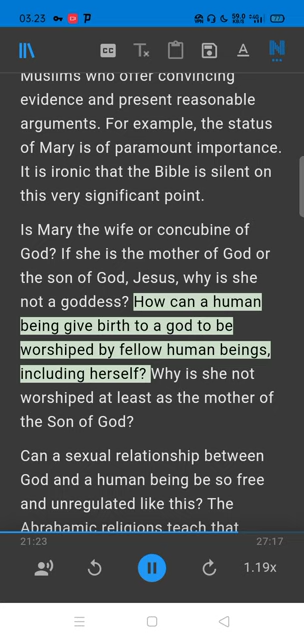 03.23
59.0
KB/S
CC
A
N
Muslims who offer convincing
evidence and present reasonable
arguments. For example, the status
of Mary is of paramount importance.
It is ironic that the Bible is silent on
this very significant point.
Is Mary the wife or concubine of
God? If she is the mother of God or
the son of God, Jesus, why is she
not a goddess? How can a human
being give birth to a god to be
worshiped by fellow human beings,
including herself? Why is she not
worshiped at least as the mother of
the Son of God?
Can a sexual relationship between
God and a human being be so free
and unregulated like this? The
Abrahamic religions teach that
21:23
27:17
1.19x